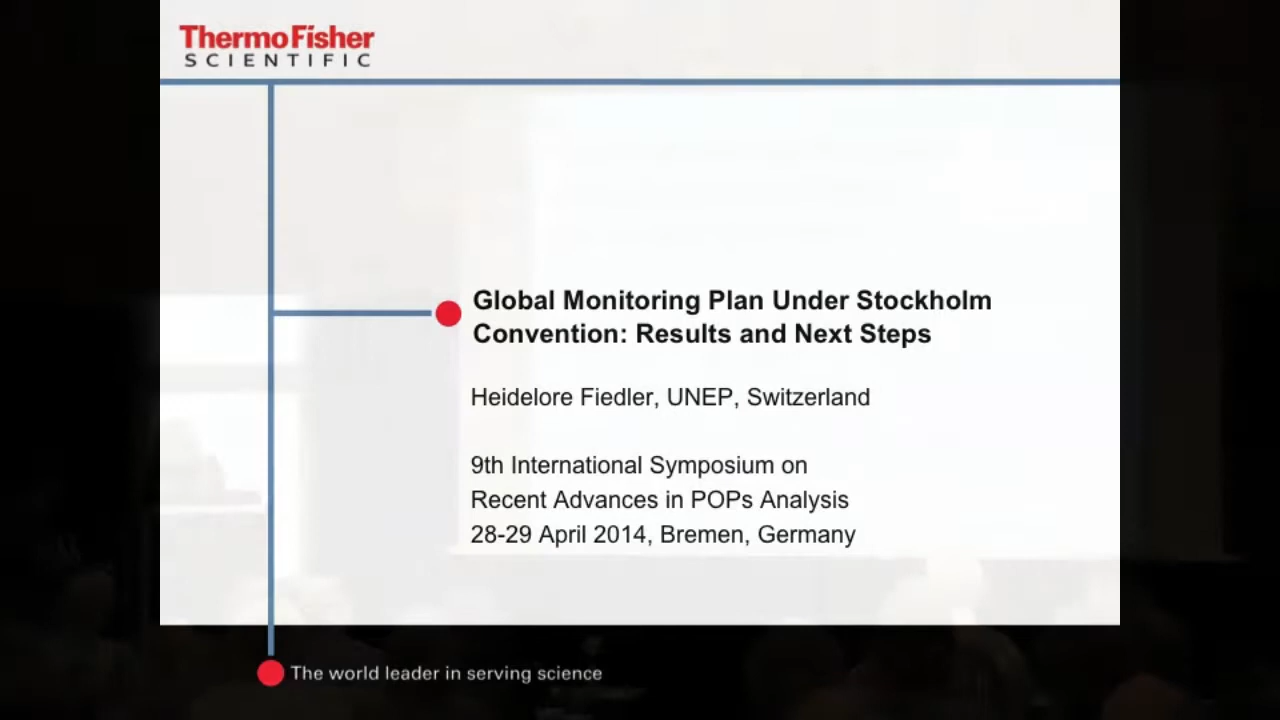 ThermoFisher
SCIENTIFIC
Global Monitoring Plan Under Stockholm
Convention: Results and Next Steps
Heidelore Fiedler, UNEP, Switzerland
9th International Symposium on
Recent Advances in POPs Analysis
28-29 April 2014, Bremen, Germany
The world leader in serving science